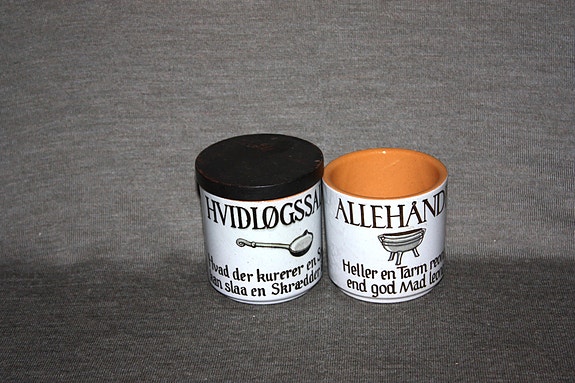 HVIDLØGSSA
Hvad der kurerer en S
kan slaa en Skrædder
ALLEHÅND
Heller en Tarm
end god Mad